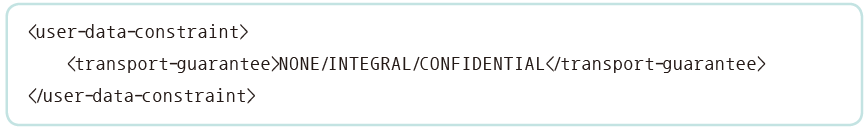 <user-data-constraint>
<transport-guarantee>NONE/INTEGRAL/CONFIDENTIAL</transport-guarantee>
</user-data-constraint>